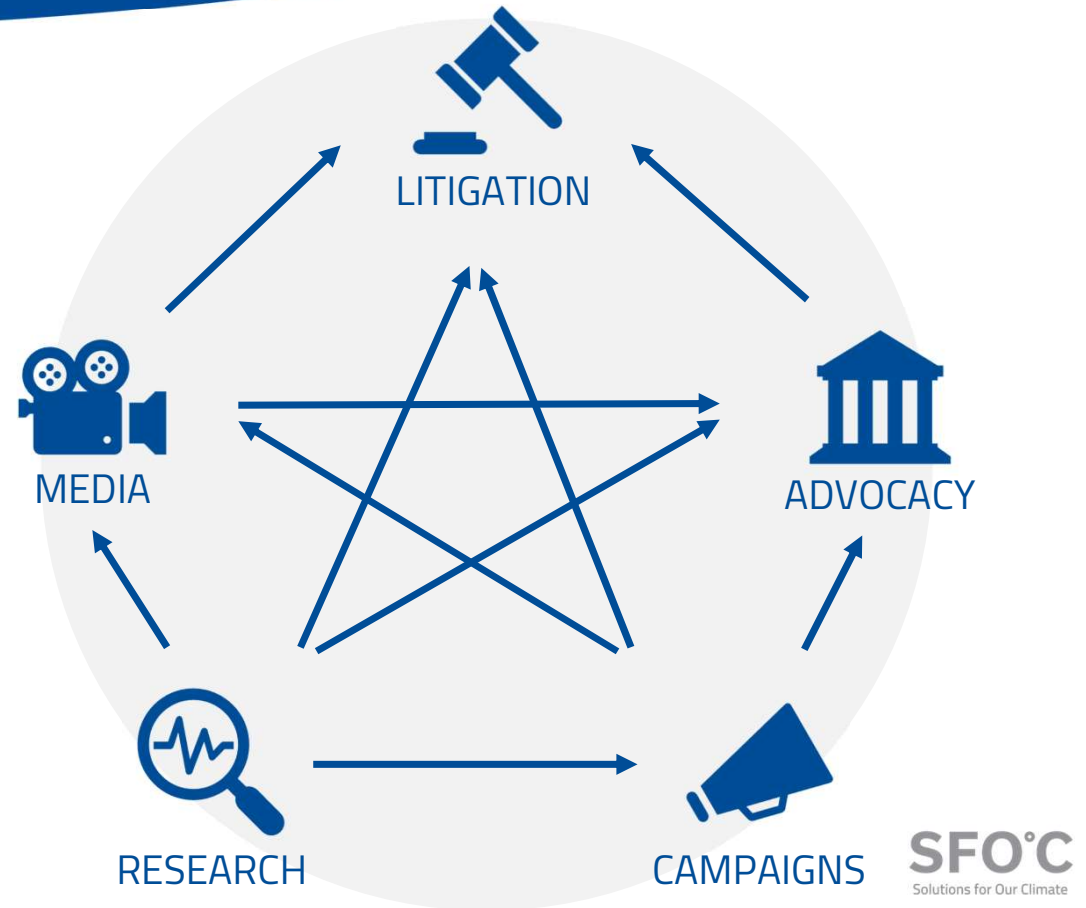 LITIGATION
MEDIA
ADVOCACY
RESEARCH
CAMPAIGNS
SFO°C
Solutions for Our Climate